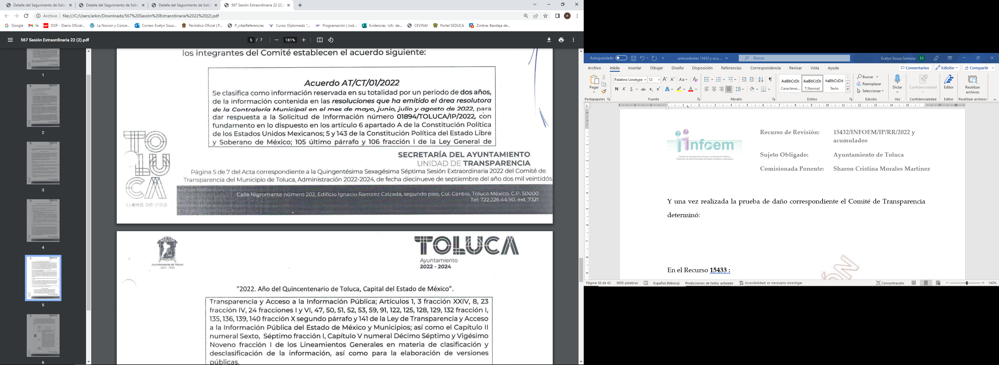 Detalle del Seguimiento de Solic
Detalle del Seguimiento de Solic
Detalle del Seguimiento de Solic
567 Sesión Extraordinaria 22 (2).p
Archivo
file:///C:/Users/arkin/Downloads/567%20Sesión%20Extraordinaria%2022%20(2).pdf
e
Google
fa
DOF - Diario Oficial...
La Nocion y Conce...
Correo: Evelyn Souz...
Periódico Oficial | P...
P_citasReferencias
Curso: Diplomado "...
Programación | Just...
Evidencias -UA- de...
CEVINAI
Portal SEDUCA
Zimbra: Bandeja de...
567 Sesión Extraordinaria 22 (2).pdf
5 / 7
181%
1
2
3
4
5
6
los integrantes del Comité establecen el acuerdo siguiente:
Acuerdo AT/CT/01/2022
Se clasifica como información reservada en su totalidad por un periodo de dos años,
de la información contenida en las resoluciones que ha emitido el área resolutora
de la Contraloría Municipal en el mes de mayo, junio, julio y agosto de 2022, para
dar respuesta a la Solicitud de Información número 01894/TOLUCA/IP/2022, con
fundamento en lo dispuesto en los artículo 6 apartado A de la Constitución Política
de los Estados Unidos Mexicanos; 5 y 143 de la Constitución Política del Estado Libre
y Soberano de México; 105 último párrafo y 106 fracción I de la Ley General de
TOLUCA
LLENA DE VIDA
SECRETARÍA DEL AYUNTAMIENTO
UNIDAD DE TRANSPARENCIA
Página 5 de 7 del Acta correspondiente a la Quingentésima Sexagésima Séptima Sesión Extraordinaria 2022 del Comité de
Transparencia del Municipio de Toluca, Administración 2022-2024, de fecha diecinueve de septiembre del año dos mil veintidós.
Calle Nigromante número 202, Edificio Ignacio Ramírez Calzada, segundo piso, Col. Centro, Toluca México. C.P. 50000
Tel: 722.226.44.90, ext. 7321
Ayuntamiento de Toluca
2022 - 2024
TOLUCA
Ayuntamiento
2022 - 2024
“2022. Año del Quincentenario de Toluca, Capital del Estado de México”.
Transparencia y Acceso a la Información Pública; Artículos 1, 3 fracción XXIV, 8, 23
fracción IV, 24 fracciones I y VI, 47, 50, 51, 52, 53, 59, 91, 122, 125, 128, 129, 132 fracción I,
135, 136, 139, 140 fracción X segundo párrafo y 141 de la Ley de Transparencia y Acceso
a la Información Pública del Estado de México y Municipios; así como el Capítulo II
numeral Sexto, Séptimo fracción I, Capítulo V numeral Décimo Séptimo y Vigésimo
Noveno fracción I de los Lineamientos Generales en materia de clasificación y
desclasificación de la información, así como para la elaboración de versiones
públicas.
Autoguardado
antecedentes 15432 y acu....
Buscar
Evelyn Souza Santana
ES
Archivo
Inicio
Insertar
Dibujar
Diseño
Disposición
Referencias
Correspondencia
Revisar
Vista
Ayuda
Comentarios
Edición
Compartir
Pegar
Portapapeles
Palatino Linotype
12
N K S ab x₂ x²
Fuente
Párrafo
AaBbCcDc
Caracteres...
AaBbCcDc
¶ Normal
AaBbCcDd
Texto
Estilos
Buscar
Reemplazar
Seleccionar
Edición
Dictar
Voz
Confidencialidad
Confidencialidad
Editor
Editor
Reutilizar
archivos
Reutilizar archivos
infoem
Instituto de Transparencia, Acceso a la Información Pública y
Protección de Datos Personales del Estado de México y Municipios
Recurso de Revisión: 15432/INFOEM/IP/RR/2022 y
acumulados
Sujeto Obligado: Ayuntamiento de Toluca
Comisionada Ponente: Sharon Cristina Morales Martínez
Y una vez realizada la prueba de daño correspondiente el Comité de Transparencia
determinó:
En el Recurso 15433 :
Página 36 de 42
8695 palabras
Español (México)
Predicciones de texto: activado
Accesibilidad: es necesario investigar
Concentración
140%